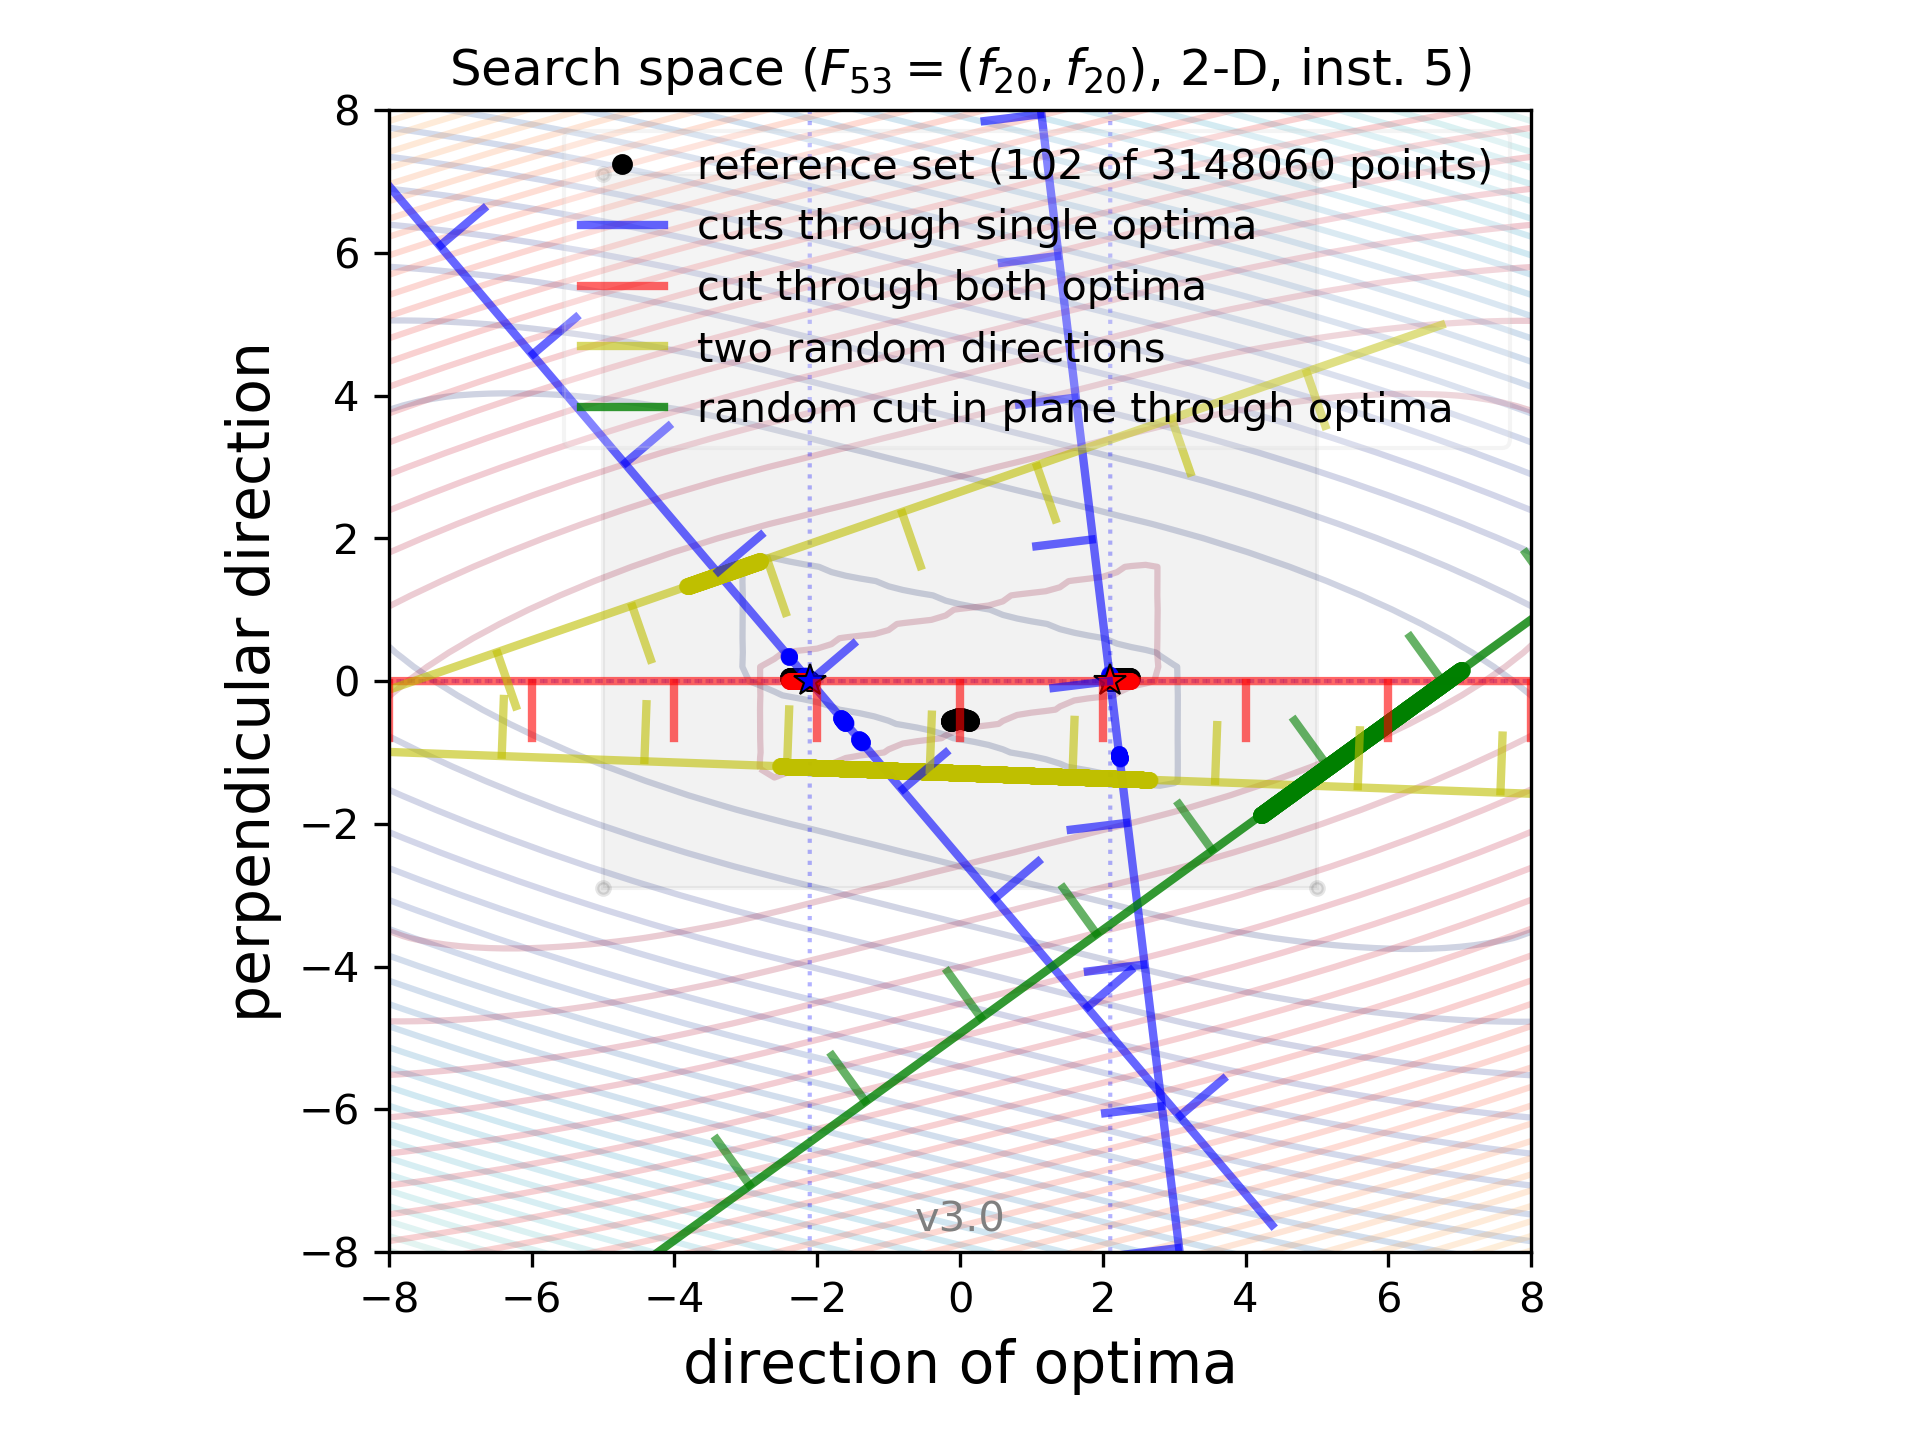 Search space (F53 = (f20, f20), 2-D, inst. 5)
reference set (102 of 3148060 points)
cuts through single optima
cut through both optima
two random directions
random cut in plane through optima
8
6
4
2
0
−2
−4
−6
−8
perpendicular direction
v3.0
−8 −6 −4 −2 0 2 4 6 8
direction of optima